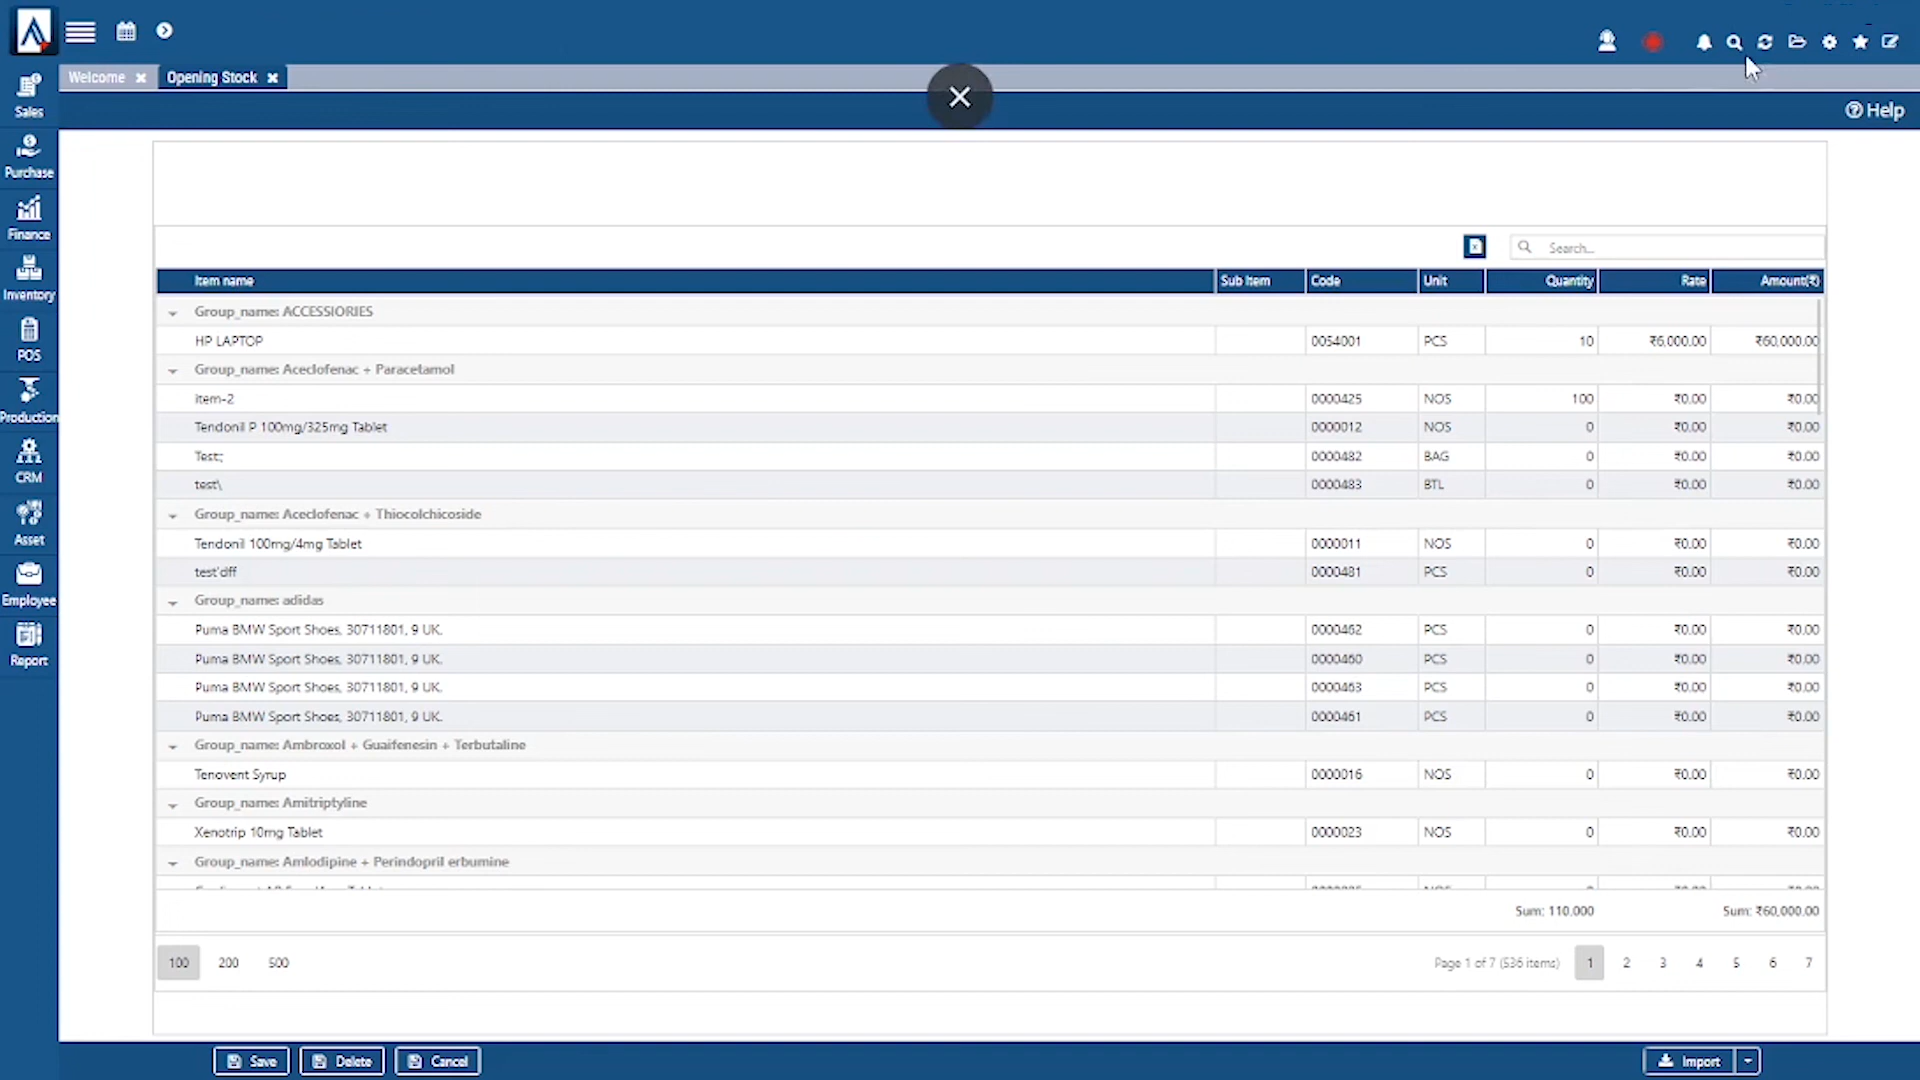 Welcome
Opening Stock
Help
Sales
Purchase
Finance
Inventory
POS
Production
CRM
Asset
Employee
Report
Search...
Item name Sub Item Code Unit Quantity Rate Amount(₹)
Group_name: ACCESSIORIES
HP LAPTOP 0054001 PCS 10 ₹6,000.00 ₹60,000.00
Group_name: Aceclofenac + Paracetamol
item-2 0000425 NOS 100 ₹0.00 ₹0.00
Tendonil P 100mg/325mg Tablet 0000012 NOS 0 ₹0.00 ₹0.00
Test; 0000482 BAG 0 ₹0.00 ₹0.00
test\ 0000483 BTL 0 ₹0.00 ₹0.00
Group_name: Aceclofenac + Thiocolchicoside
Tendonil 100mg/4mg Tablet 0000011 NOS 0 ₹0.00 ₹0.00
test'dff 0000481 PCS 0 ₹0.00 ₹0.00
Group_name: adidas
Puma BMW Sport Shoes, 30711801, 9 UK. 0000462 PCS 0 ₹0.00 ₹0.00
Puma BMW Sport Shoes, 30711801, 9 UK. 0000460 PCS 0 ₹0.00 ₹0.00
Puma BMW Sport Shoes, 30711801, 9 UK. 0000463 PCS 0 ₹0.00 ₹0.00
Puma BMW Sport Shoes, 30711801, 9 UK. 0000461 PCS 0 ₹0.00 ₹0.00
Group_name: Ambroxol + Guaifenesin + Terbutaline
Tenovent Syrup 0000016 NOS 0 ₹0.00 ₹0.00
Group_name: Amitriptyline
Xenotrip 10mg Tablet 0000023 NOS 0 ₹0.00 ₹0.00
Group_name: Amlodipine + Perindopril erbumine
Sum: 110.000 Sum: ₹60,000.00
100 200 500 Page 1 of 7 (536 items) 1 2 3 4 5 6 7
Save Delete Cancel Import